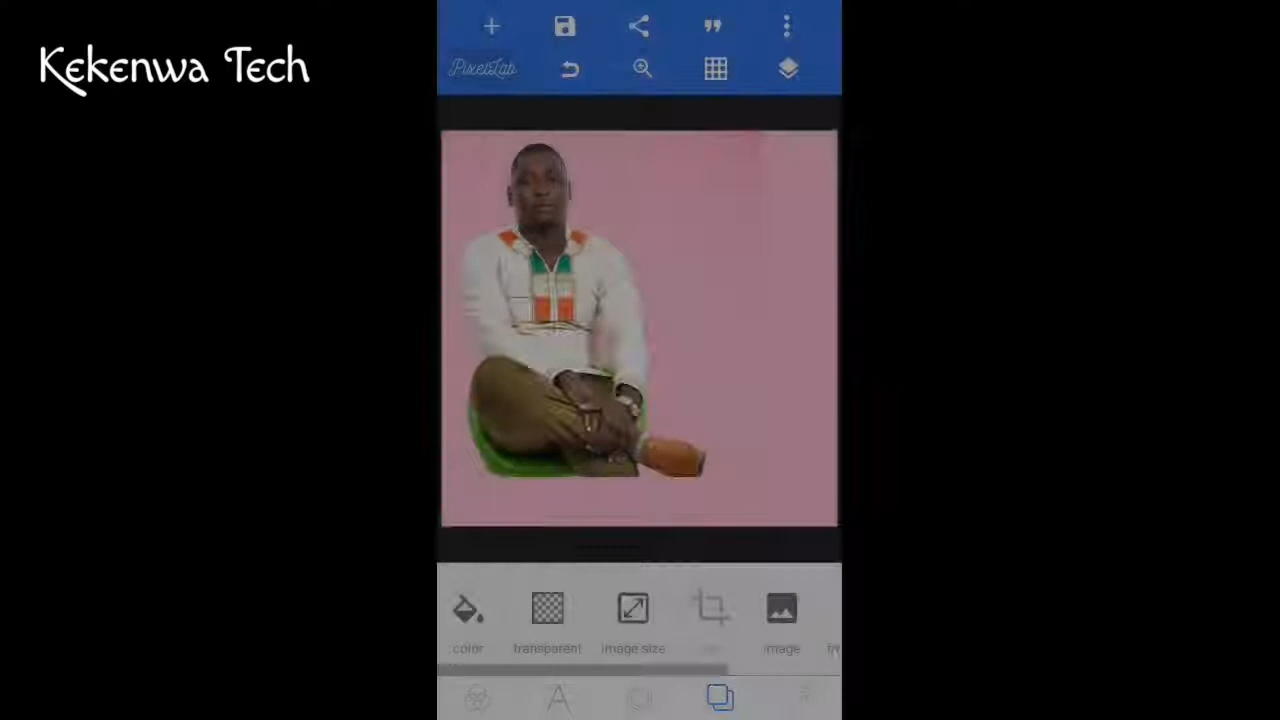 Kekenwa Tech
PixelLab
color
transparent
image size
image